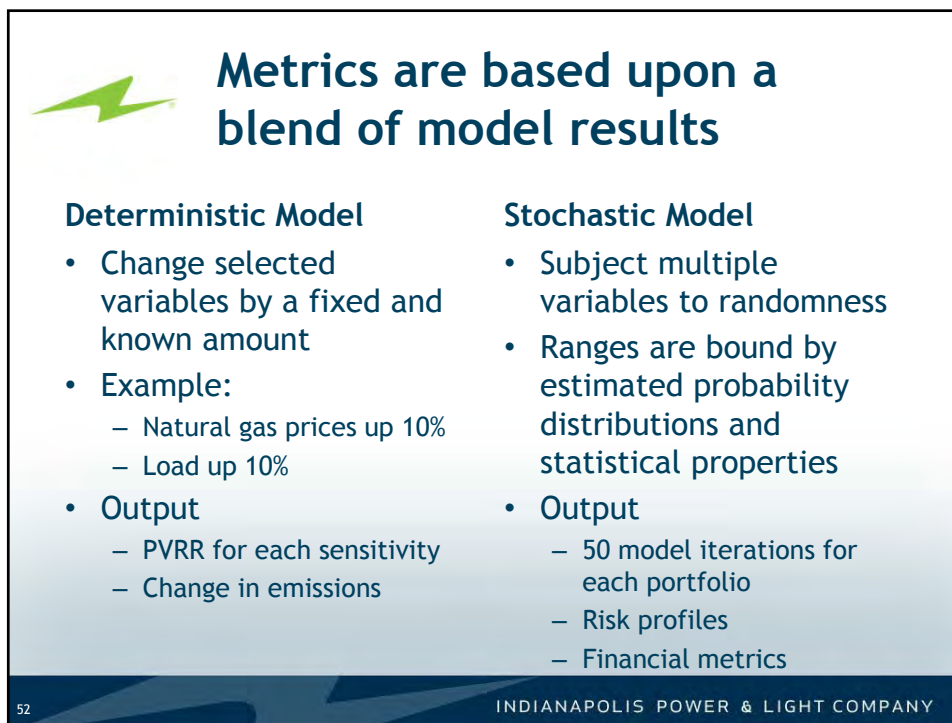 Metrics are based upon a
blend of model results
Deterministic Model
• Change selected
variables by a fixed and
known amount
• Example:
– Natural gas prices up 10%
– Load up 10%
• Output
– PVRR for each sensitivity
– Change in emissions
Stochastic Model
• Subject multiple
variables to randomness
• Ranges are bound by
estimated probability
distributions and
statistical properties
• Output
– 50 model iterations for
each portfolio
– Risk profiles
– Financial metrics
52
INDIANAPOLIS POWER & LIGHT COMPANY